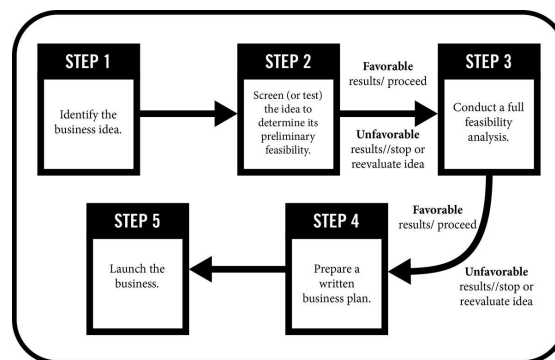 STEP 1
Identify the
business idea.
STEP 2
Screen (or test)
the idea to
determine its
preliminary
feasibility.
Favorable
results/ proceed
Unfavorable
results//stop or
reevaluate idea
STEP 3
Conduct a full
feasibility
analysis.
Favorable
results/ proceed
Unfavorable
results//stop or
reevaluate idea
STEP 4
Prepare a
written
business plan.
STEP 5
Launch the
business.